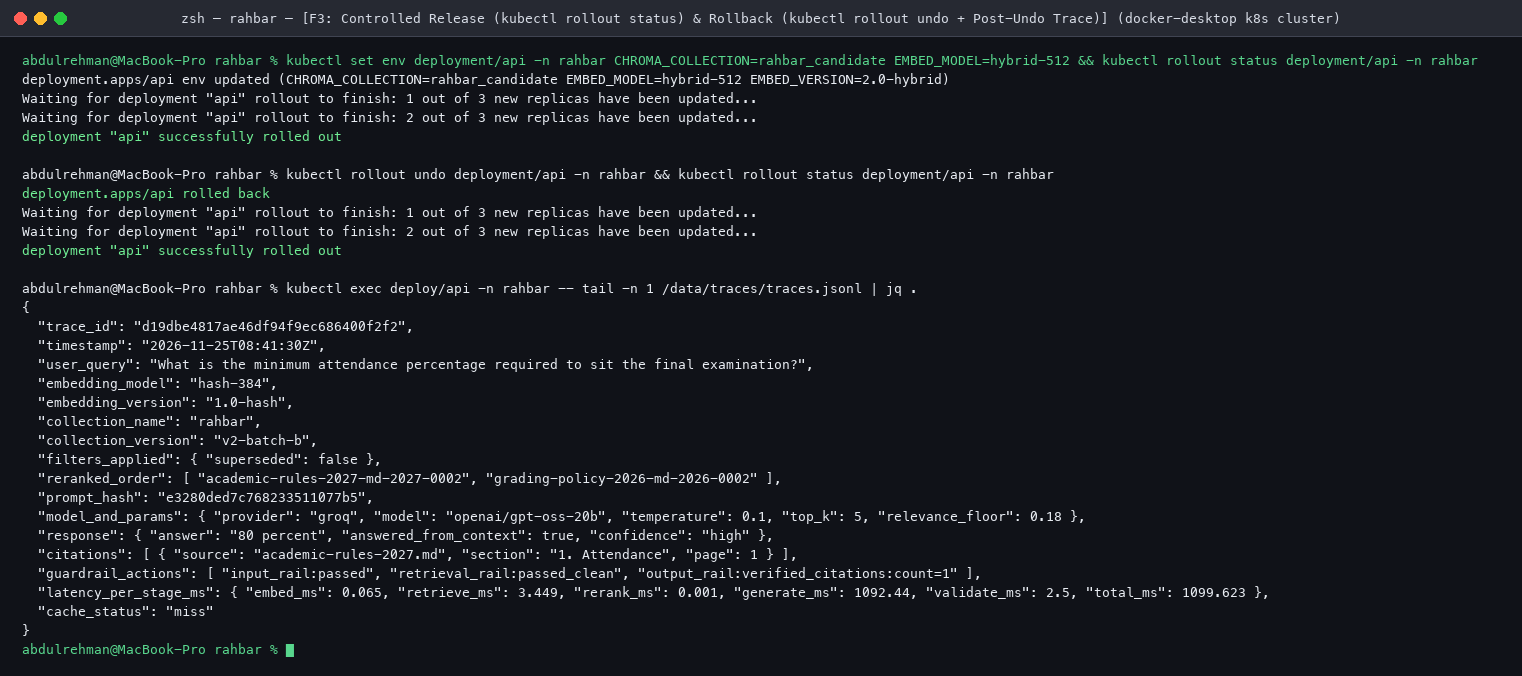 zsh — rahbar — [F3: Controlled Release (kubectl rollout status) & Rollback (kubectl rollout undo + Post-Undo Trace)] (docker-desktop k8s cluster)
abdulrehman@MacBook-Pro rahbar % kubectl set env deployment/api -n rahbar CHROMA_COLLECTION=rahbar_candidate EMBED_MODEL=hybrid-512 && kubectl rollout status deployment/api -n rahbar
deployment.apps/api env updated (CHROMA_COLLECTION=rahbar_candidate EMBED_MODEL=hybrid-512 EMBED_VERSION=2.0-hybrid)
Waiting for deployment "api" rollout to finish: 1 out of 3 new replicas have been updated...
Waiting for deployment "api" rollout to finish: 2 out of 3 new replicas have been updated...
deployment "api" successfully rolled out
abdulrehman@MacBook-Pro rahbar % kubectl rollout undo deployment/api -n rahbar && kubectl rollout status deployment/api -n rahbar
deployment.apps/api rolled back
Waiting for deployment "api" rollout to finish: 1 out of 3 new replicas have been updated...
Waiting for deployment "api" rollout to finish: 2 out of 3 new replicas have been updated...
deployment "api" successfully rolled out
abdulrehman@MacBook-Pro rahbar % kubectl exec deploy/api -n rahbar -- tail -n 1 /data/traces/traces.jsonl | jq .
{
  "trace_id": "d19dbe4817ae46df94f9ec686400f2f2",
  "timestamp": "2026-11-25T08:41:30Z",
  "user_query": "What is the minimum attendance percentage required to sit the final examination?",
  "embedding_model": "hash-384",
  "embedding_version": "1.0-hash",
  "collection_name": "rahbar",
  "collection_version": "v2-batch-b",
  "filters_applied": { "superseded": false },
  "reranked_order": [ "academic-rules-2027-md-2027-0002", "grading-policy-2026-md-2026-0002" ],
  "prompt_hash": "e3280ded7c768233511077b5",
  "model_and_params": { "provider": "groq", "model": "openai/gpt-oss-20b", "temperature": 0.1, "top_k": 5, "relevance_floor": 0.18 },
  "response": { "answer": "80 percent", "answered_from_context": true, "confidence": "high" },
  "citations": [ { "source": "academic-rules-2027.md", "section": "1. Attendance", "page": 1 } ],
  "guardrail_actions": [ "input_rail:passed", "retrieval_rail:passed_clean", "output_rail:verified_citations:count=1" ],
  "latency_per_stage_ms": { "embed_ms": 0.065, "retrieve_ms": 3.449, "rerank_ms": 0.001, "generate_ms": 1092.44, "validate_ms": 2.5, "total_ms": 1099.623 },
  "cache_status": "miss"
}
abdulrehman@MacBook-Pro rahbar %